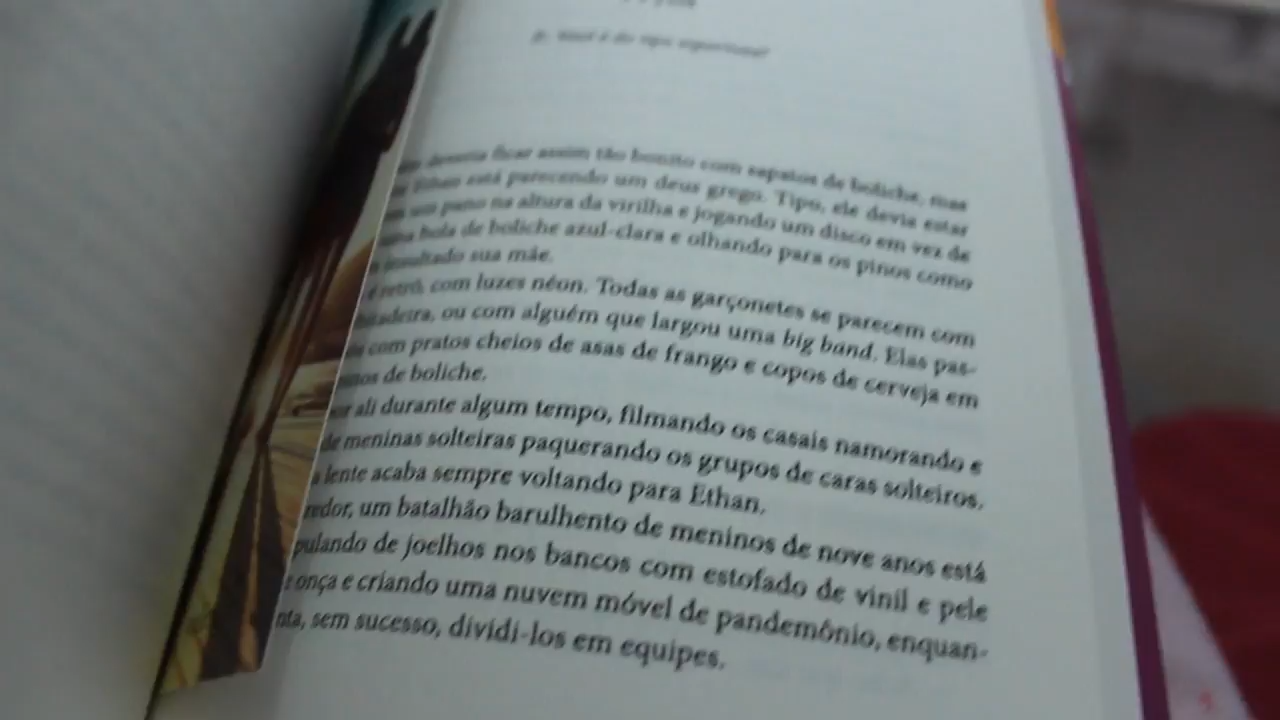 deveria ficar assim tão bonito com sapatos de boliche, mas
Ethan está parecendo um deus grego. Tipo, ele devia estar
um pano na altura da virilha e jogando um disco em vez de
uma bola de boliche azul-clara e olhando para os pinos como
insultado sua mãe.
é retrô, com luzes néon. Todas as garçonetes se parecem com
ou com alguém que largou uma big band. Elas pas-
com pratos cheios de asas de frango e copos de cerveja em
de boliche.
ali durante algum tempo, filmando os casais namorando e
de meninas solteiras paquerando os grupos de caras solteiros,
a lente acaba sempre voltando para Ethan.
redor, um batalhão barulhento de meninos de nove anos está
pulando de joelhos nos bancos com estofado de vinil e pele
onça e criando uma nuvem móvel de pandemônio, enquan-
nta, sem sucesso, dividi-los em equipes.